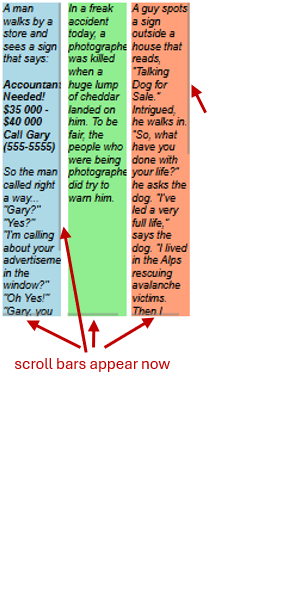 A man
walks by a
store and
sees a sign
that says:
Accountan
Needed!
$35 000 -
$40 000
Call Gary
(555-5555)
So the man
called right
a way...
"Gary?"
"Yes?"
"I'm calling
about your
advertiseme
in the
window?"
"Oh Yes!"
"Gary, you
In a freak
accident
today, a
photographe
was killed
when a
huge lump
of cheddar
landed on
him. To be
fair, the
people who
were being
photographe
did try to
warn him.
A guy spots
a sign
outside a
house that
reads,
"Talking
Dog for
Sale."
Intrigued,
he walks in.
"So, what
have you
done with
your life?"
he asks the
dog. "I've
led a very
full life,"
says the
dog. "I lived
in the Alps
rescuing
avalanche
victims.
Then I
scroll bars appear now